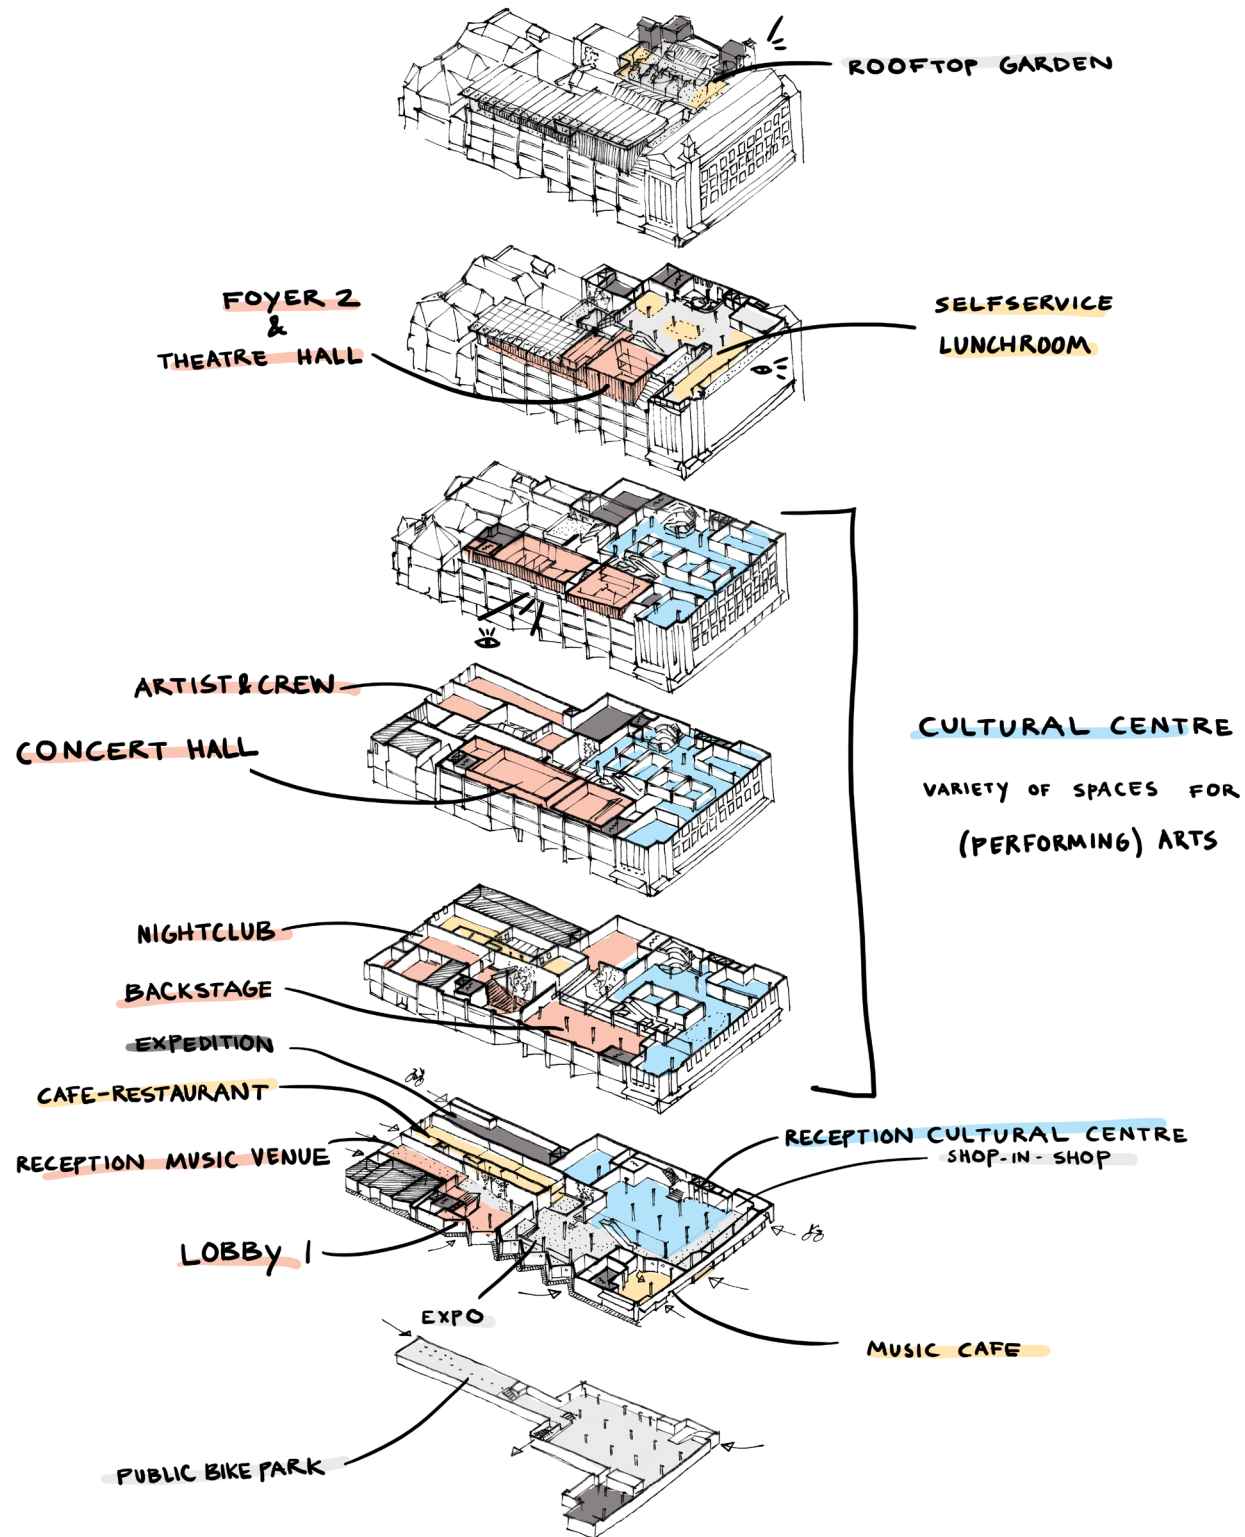 ROOFTOP GARDEN
FOYER 2
&
THEATRE HALL
SELFSERVICE
LUNCHROOM
ARTIST & CREW
CONCERT HALL
CULTURAL CENTRE
VARIETY OF SPACES FOR
(PERFORMING) ARTS
NIGHTCLUB
BACKSTAGE
EXPEDITION
CAFE-RESTAURANT
RECEPTION MUSIC VENUE
RECEPTION CULTURAL CENTRE
SHOP-IN-SHOP
LOBBY 1
EXPO
MUSIC CAFE
PUBLIC BIKE PARK